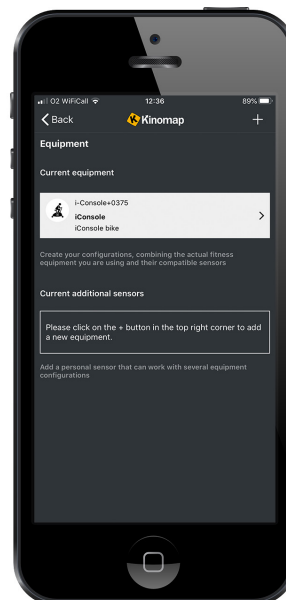 O2 WiFiCall 12:36 89%
Back Kinomap +
Equipment
Current equipment
i-Console+0375
iConsole
iConsole bike
Create your configurations, combining the actual fitness
equipment you are using and their compatible sensors
Current additional sensors
Please click on the + button in the top right corner to add
a new equipment.
Add a personal sensor that can work with several equipment
configurations